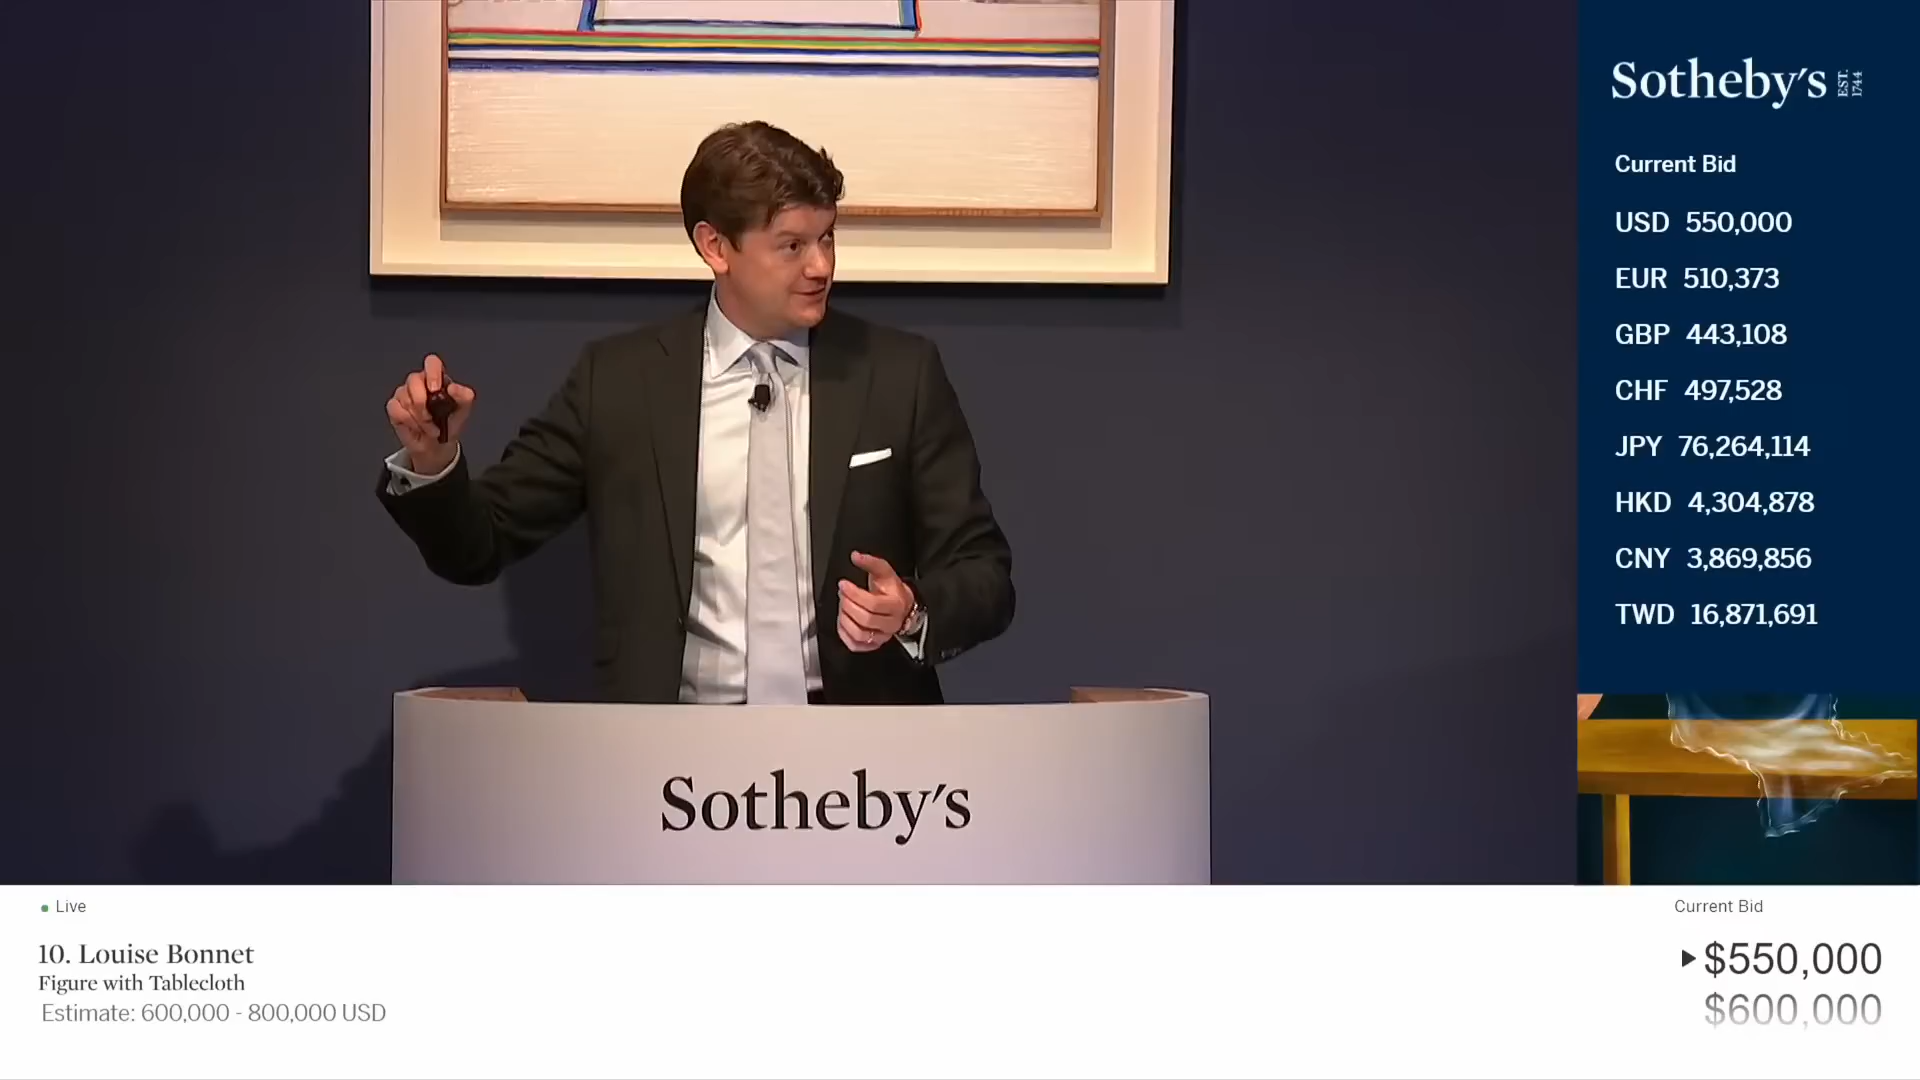 Sotheby's EST. 1744
Current Bid
USD 550,000
EUR 510,373
GBP 443,108
CHF 497,528
JPY 76,264,114
HKD 4,304,878
CNY 3,869,856
TWD 16,871,691
Sotheby's
Live
10. Louise Bonnet
Figure with Tablecloth
Estimate: 600,000 - 800,000 USD
Current Bid
$550,000
$600,000